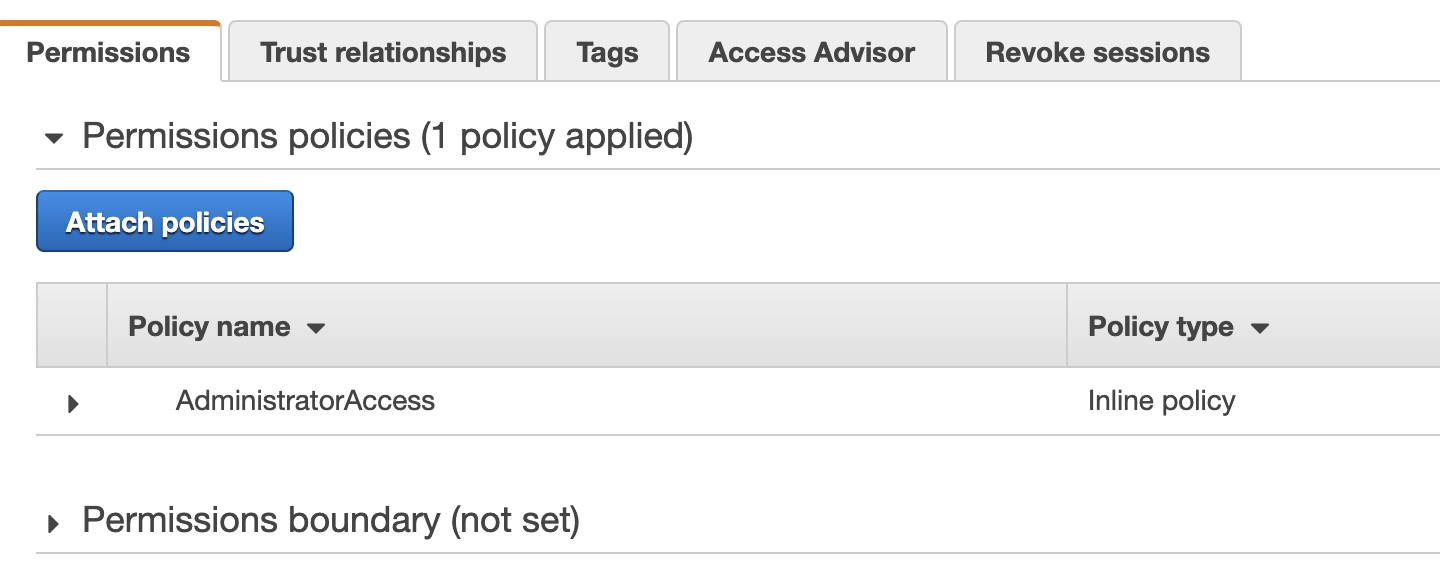 Permissions Trust relationships Tags Access Advisor Revoke sessions
Permissions policies (1 policy applied)
Attach policies
Policy name Policy type
AdministratorAccess Inline policy
Permissions boundary (not set)